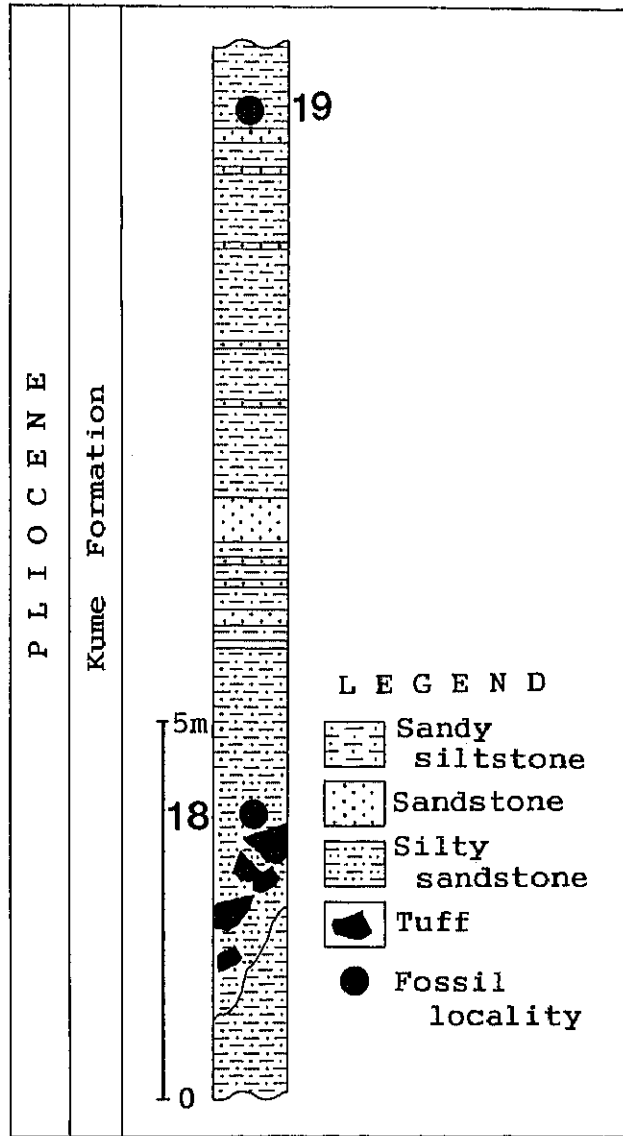 PLIOCENE
Kume Formation
19
5m
18
0
LEGEND
Sandy
siltstone
Sandstone
Silty
sandstone
Tuff
Fossil
locality